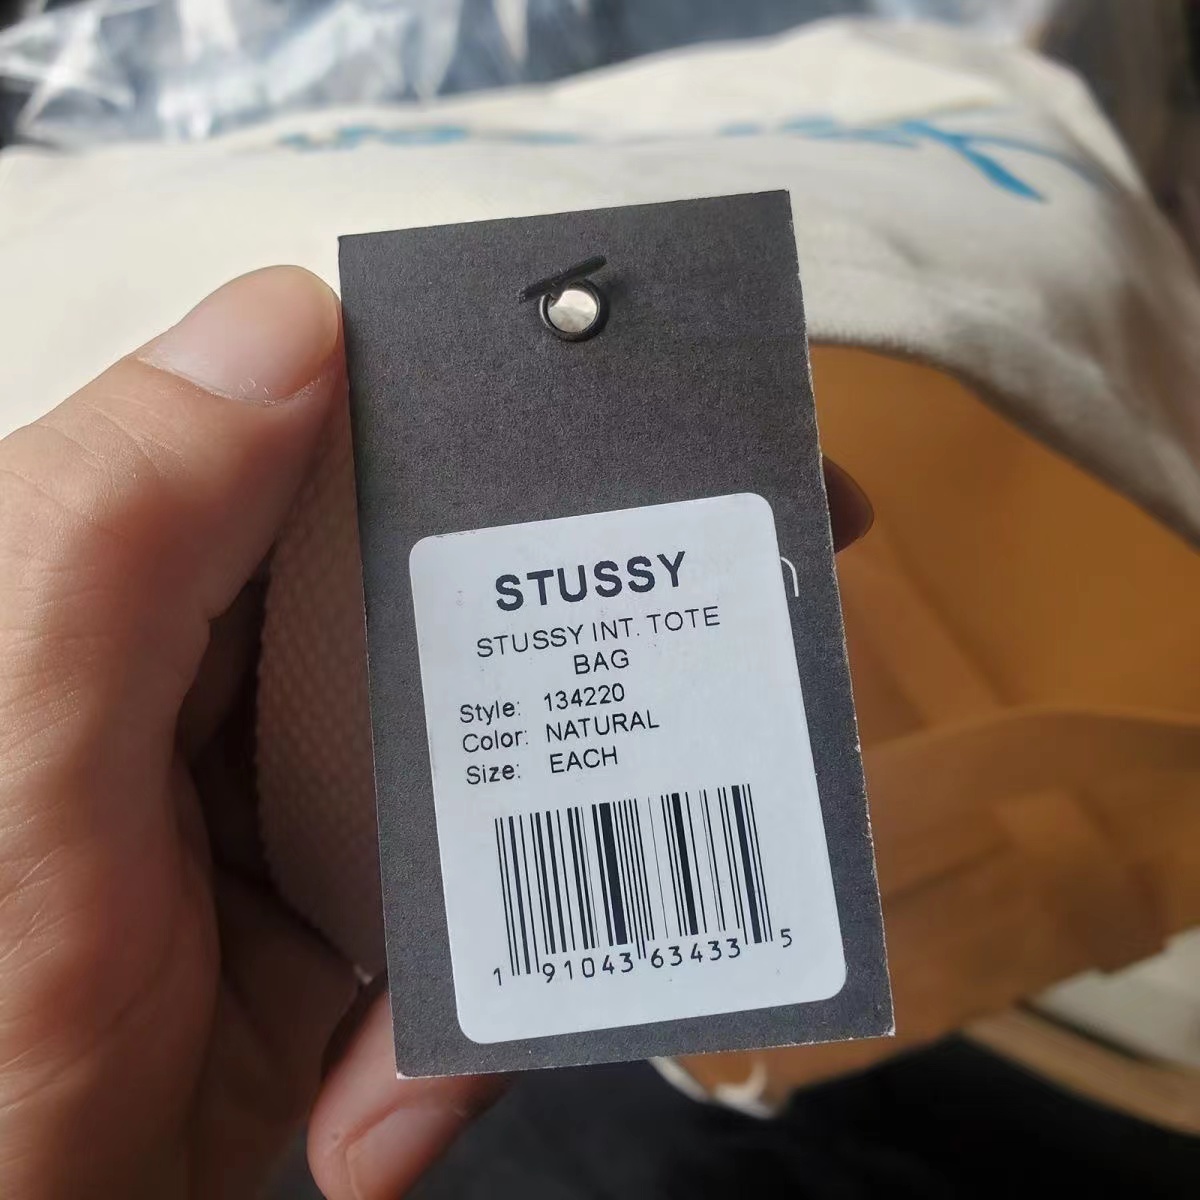 STUSSY
STUSSY INT. TOTE
BAG
Style: 134220
Color: NATURAL
Size: EACH
1 91043 63433 5